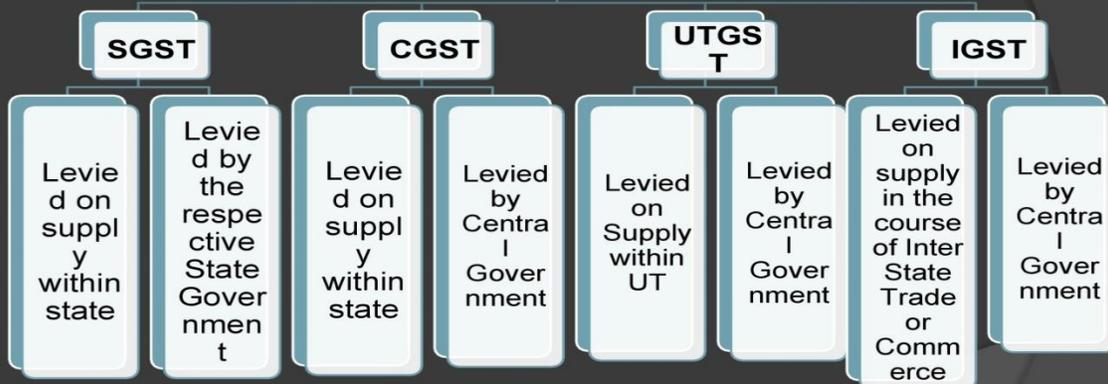 SGST
CGST
UTGS
T
IGST
Levie
d on
suppl
y
within
state
Levie
d by
the
respe
ctive
State
Gover
nmen
t
Levie
d on
suppl
y
within
state
Levied
by
Centra
l
Gover
nment
Levied
on
Supply
within
UT
Levied
by
Centra
l
Gover
nment
Levied
on
supply
in the
course
of Inter
State
Trade
or
Comm
erce
Levied
by
Centra
l
Gover
nment